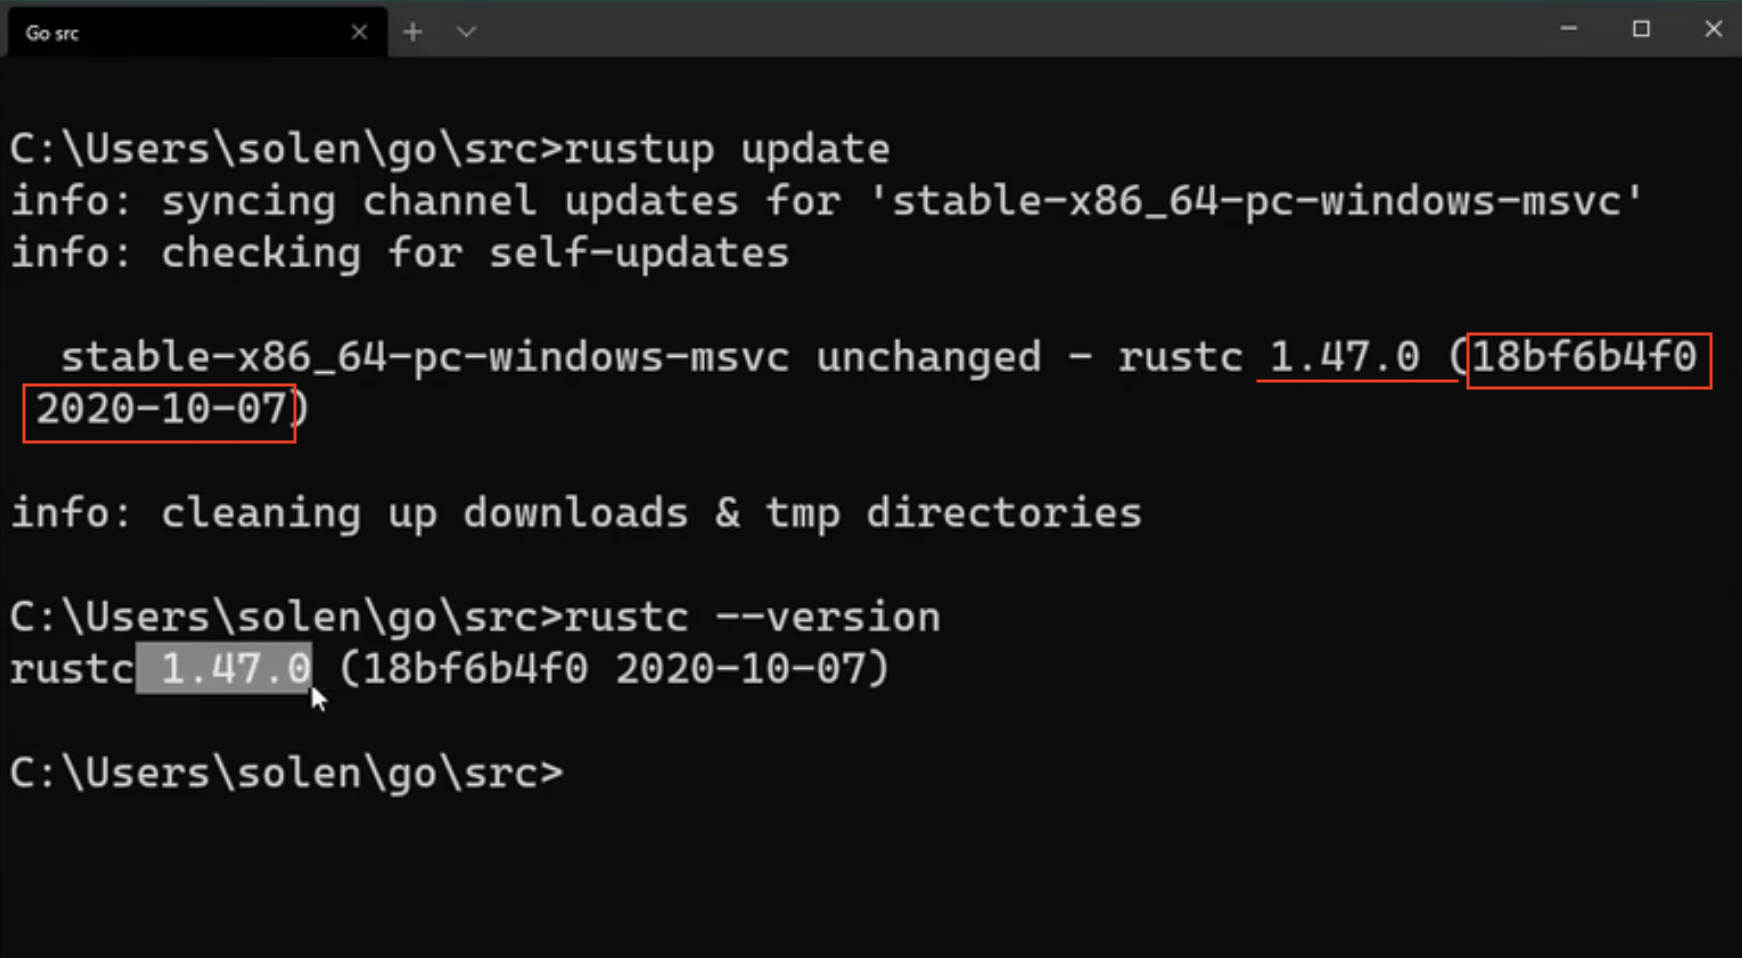 Go src
C:\Users\solen\go\src>rustup update
info: syncing channel updates for 'stable-x86_64-pc-windows-msvc'
info: checking for self-updates
stable-x86_64-pc-windows-msvc unchanged - rustc 1.47.0 (18bf6b4f0
2020-10-07)
info: cleaning up downloads & tmp directories
C:\Users\solen\go\src>rustc --version
rustc 1.47.0 (18bf6b4f0 2020-10-07)
C:\Users\solen\go\src>